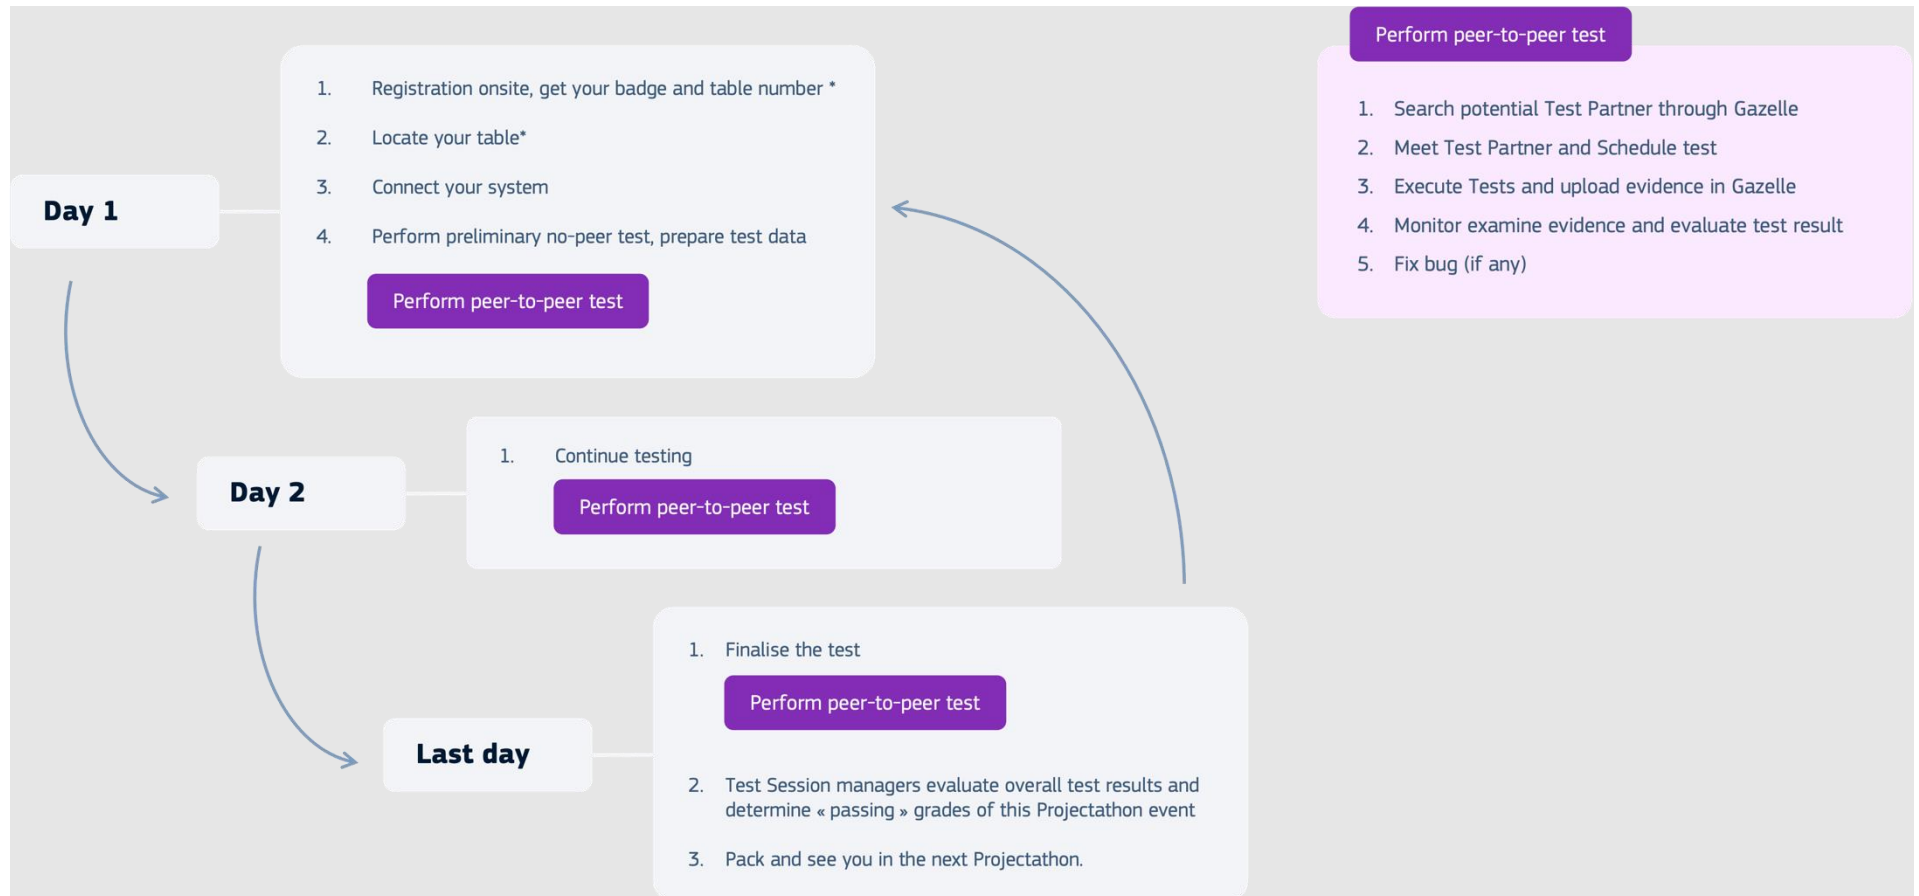 Day 1
1. Registration onsite, get your badge and table number *
2. Locate your table*
3. Connect your system
4. Perform preliminary no-peer test, prepare test data
Perform peer-to-peer test
Day 2
1. Continue testing
Perform peer-to-peer test
Last day
1. Finalise the test
Perform peer-to-peer test
2. Test Session managers evaluate overall test results and
determine « passing » grades of this Projectathon event
3. Pack and see you in the next Projectathon.
Perform peer-to-peer test
1. Search potential Test Partner through Gazelle
2. Meet Test Partner and Schedule test
3. Execute Tests and upload evidence in Gazelle
4. Monitor examine evidence and evaluate test result
5. Fix bug (if any)